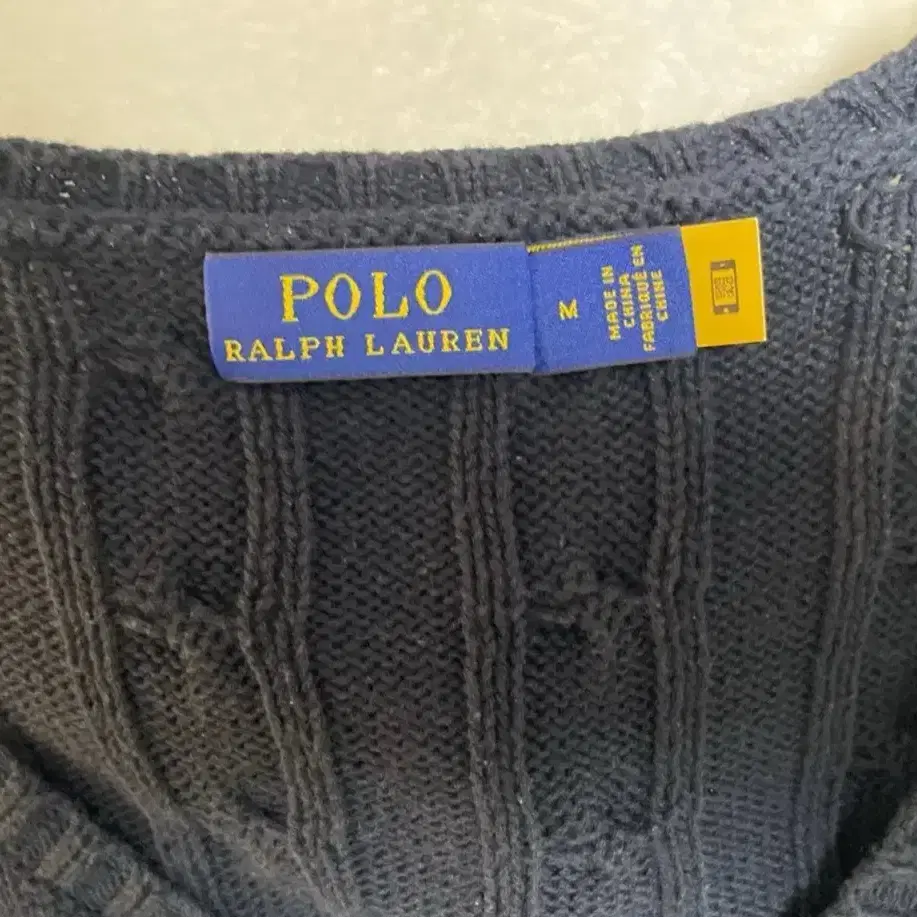 POLO
RALPH LAUREN
M
MADE IN
CHINA
FABRIQUÉ EN
CHINE